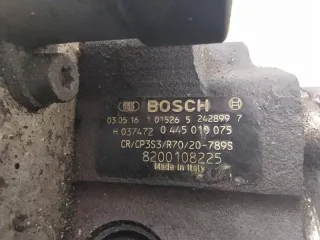 BOSCH
03.05.16 1 01526 5 242899 7
H 037472 0 445 010 075
CR/CP3S3/R70/20-789S
8200108225
Made in Italy